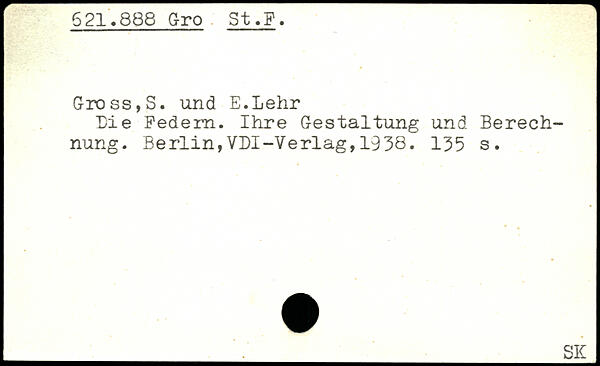 621.888 Gro St.F.
Gross,S. und E.Lehr
Die Federn. Ihre Gestaltung und Berech-
nung. Berlin,VDI-Verlag,1938. 135 s.
SK